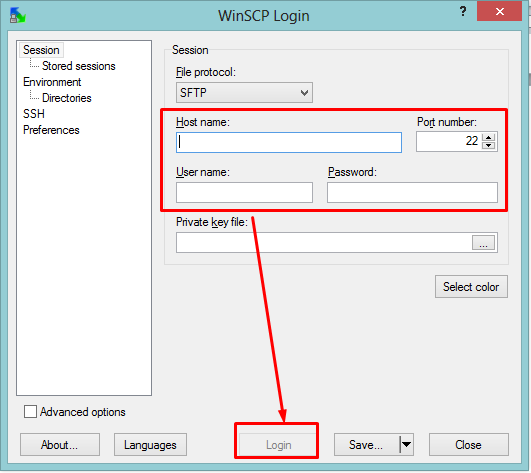 WinSCP Login
?
Session
Stored sessions
Environment
Directories
SSH
Preferences
Session
File protocol:
SFTP
Host name:
Port number:
22
User name:
Password:
Private key file:
...
Select color
Advanced options
About...
Languages
Login
Save...
Close